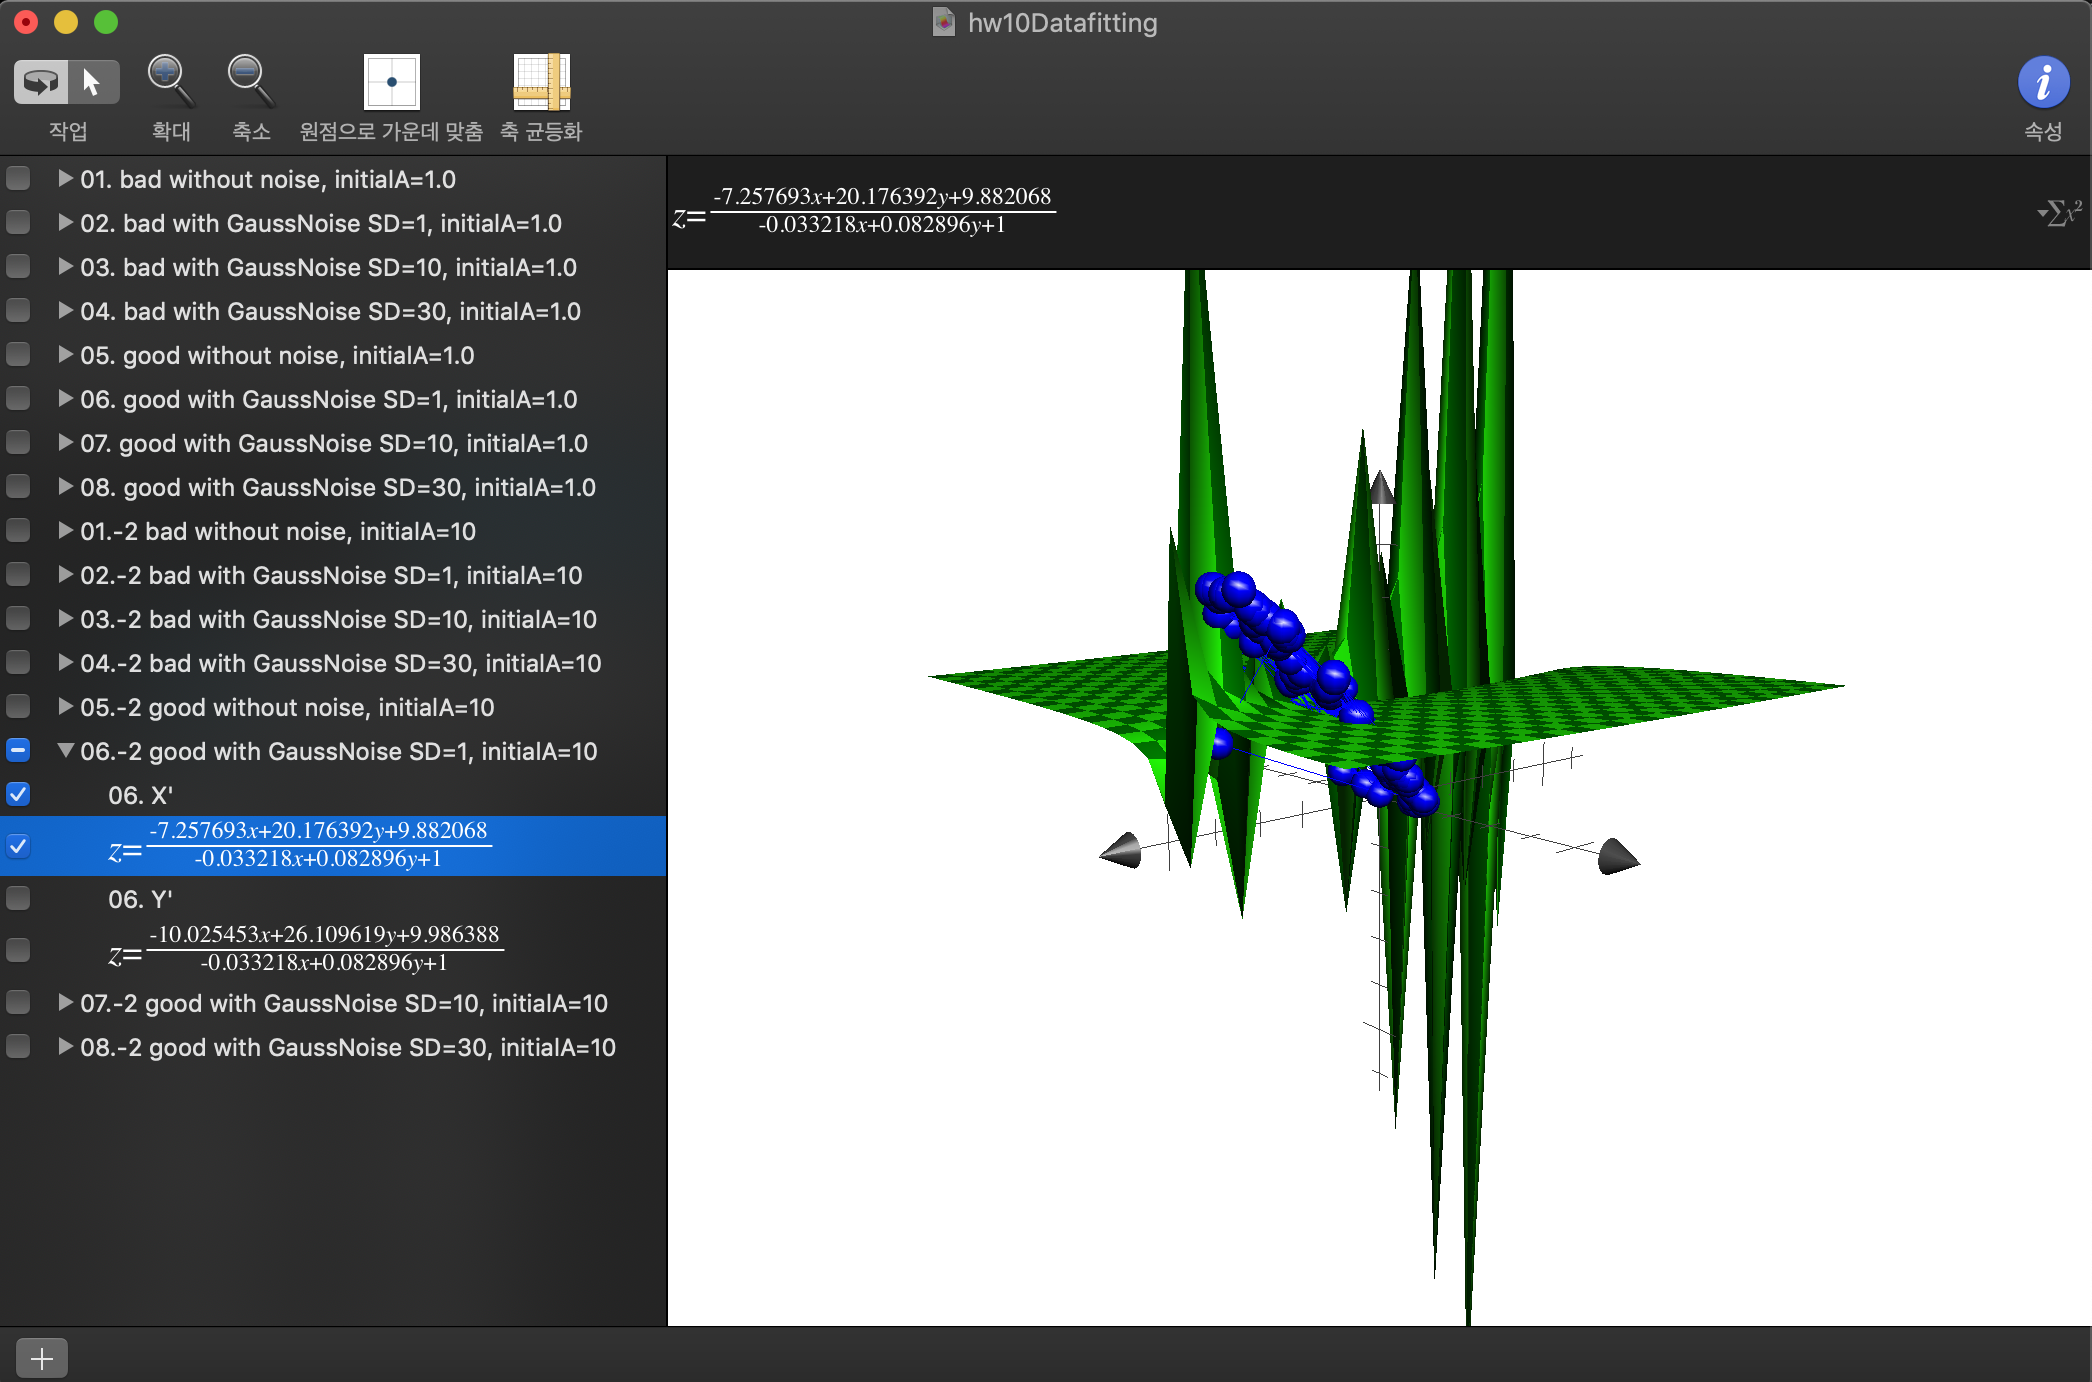 hw10Datafitting
작업 확대 축소 원점으로 가운데 맞춤 축 균등화 속성
01. bad without noise, initialA=1.0
02. bad with GaussNoise SD=1, initialA=1.0
03. bad with GaussNoise SD=10, initialA=1.0
04. bad with GaussNoise SD=30, initialA=1.0
05. good without noise, initialA=1.0
06. good with GaussNoise SD=1, initialA=1.0
07. good with GaussNoise SD=10, initialA=1.0
08. good with GaussNoise SD=30, initialA=1.0
01.-2 bad without noise, initialA=10
02.-2 bad with GaussNoise SD=1, initialA=10
03.-2 bad with GaussNoise SD=10, initialA=10
04.-2 bad with GaussNoise SD=30, initialA=10
05.-2 good without noise, initialA=10
06.-2 good with GaussNoise SD=1, initialA=10
06. X'
-7.257693x+20.176392y+9.882068
z=
-0.033218x+0.082896y+1
06. Y'
-10.025453x+26.109619y+9.986388
z=
-0.033218x+0.082896y+1
07.-2 good with GaussNoise SD=10, initialA=10
08.-2 good with GaussNoise SD=30, initialA=10
-7.257693x+20.176392y+9.882068
z=
-0.033218x+0.082896y+1
Σx²